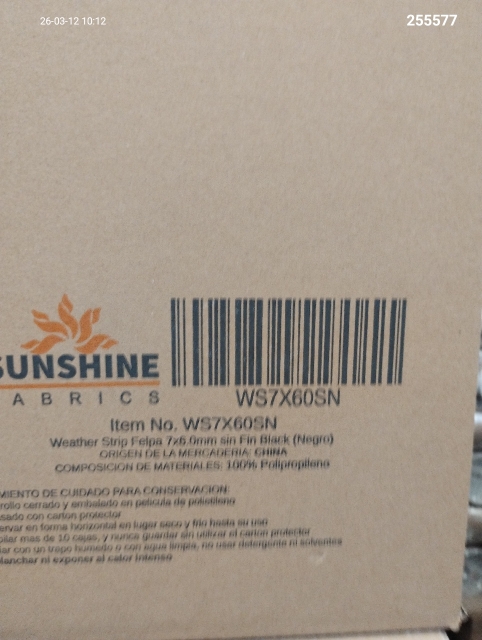 26-03-12 10:12
255577
SUNSHINE
ABRICS
WS7X60SN
Item No. WS7X60SN
Weather Strip Felpa 7x6.0mm sin Fin Black (Negro)
ORIGEN DE LA MERCADERIA: CHINA
COMPOSICION DE MATERIALES: 100% Polipropileno
MIENTO DE CUIDADO PARA CONSERVACION:
rollo cerrado y embalado en pelicula de polietileno
sado con carton protector
ervar en forma horizontal en lugar seco y frio hasta su uso
pilar mas de 10 cajas, y nunca guardar sin utilizar el carton protector
iar con un trapo humedo o con agua limpia, no usar detergente ni solventes
lanchar ni exponer al calor intenso